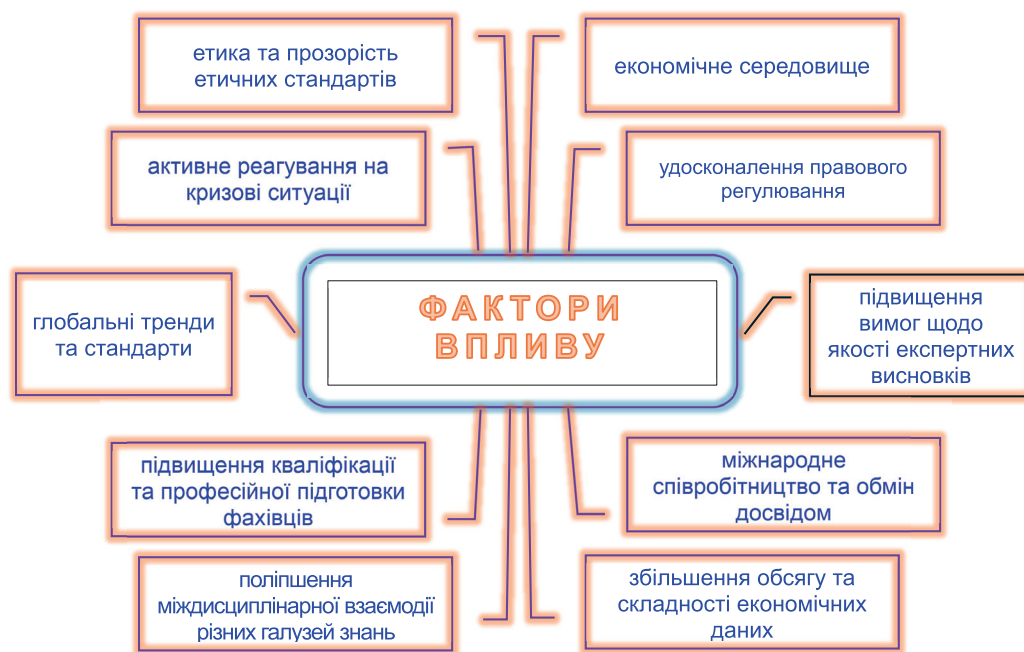 етика та прозорість
етичних стандартів
економічне середовище
активне реагування на
кризові ситуації
удосконалення правового
регулювання
ФАКТОРИ
ВПЛИВУ
глобальні тренди
та стандарти
підвищення
вимог щодо
якості експертних
висновків
підвищення кваліфікації
та професійної підготовки
фахівців
міжнародне
співробітництво та обмін
досвідом
поліпшення
міждисциплінарної взаємодії
різних галузей знань
збільшення обсягу та
складності економічних
даних